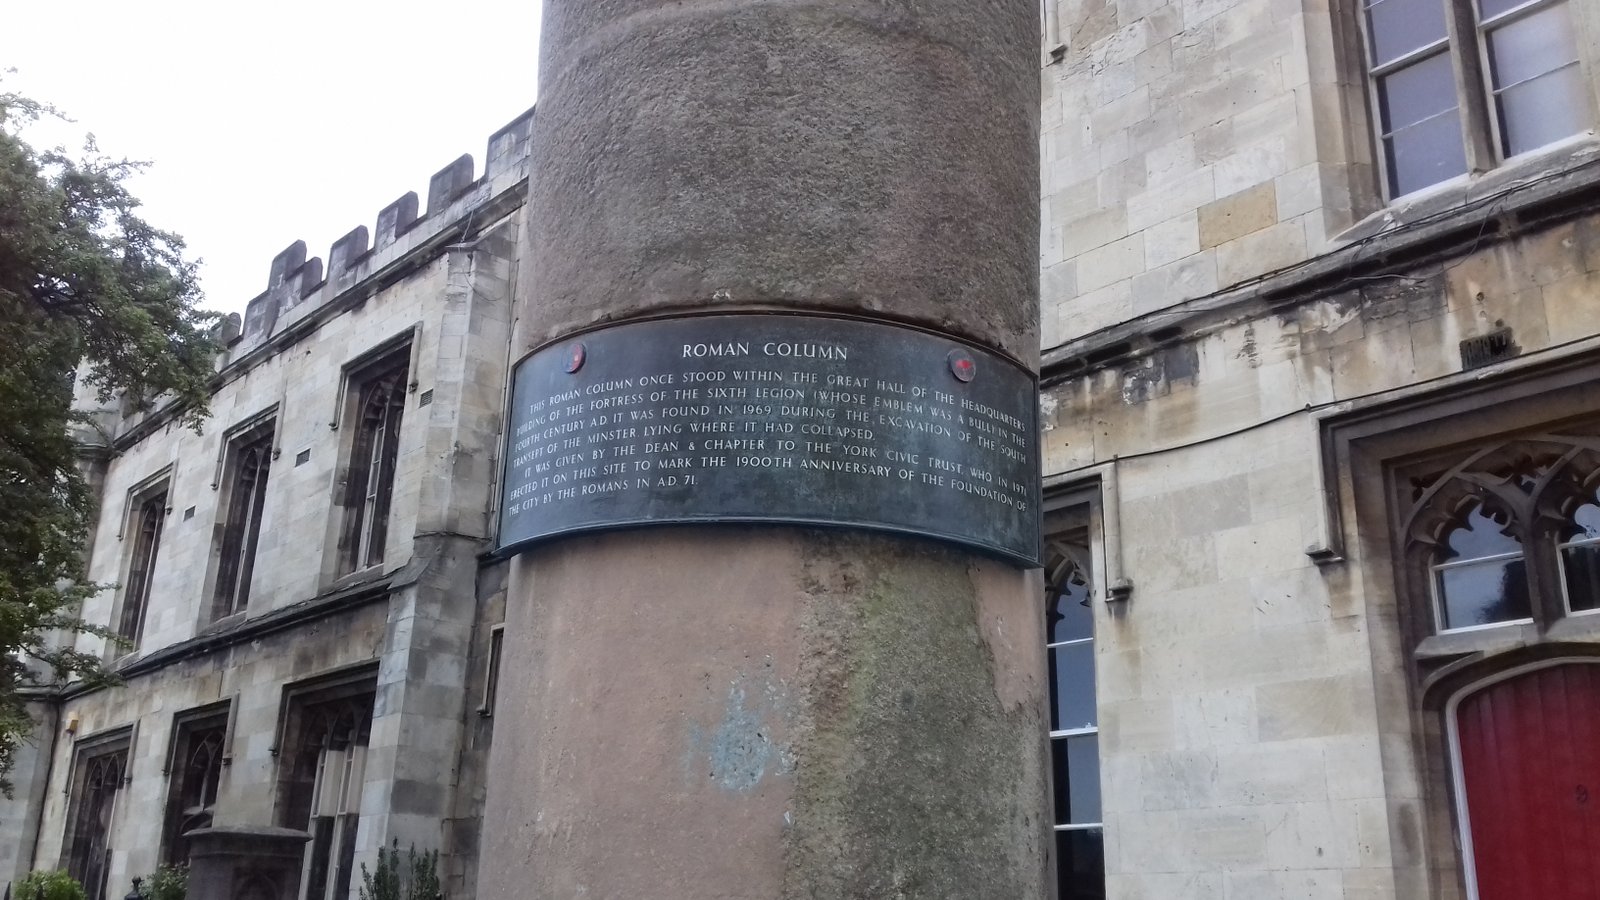 ROMAN COLUMN
THIS ROMAN COLUMN ONCE STOOD WITHIN THE GREAT HALL OF THE HEADQUARTERS
BUILDING OF THE FORTRESS OF THE SIXTH LEGION (WHOSE EMBLEM WAS A BULL) IN THE
FOURTH CENTURY A.D. IT WAS FOUND IN 1969 DURING THE EXCAVATION OF THE SOUTH
TRANSEPT OF THE MINSTER, LYING WHERE IT HAD COLLAPSED.
IT WAS GIVEN BY THE DEAN & CHAPTER TO THE YORK CIVIC TRUST, WHO IN 1971
ERECTED IT ON THIS SITE TO MARK THE 1900TH ANNIVERSARY OF THE FOUNDATION OF
THE CITY BY THE ROMANS IN A.D. 71.
9